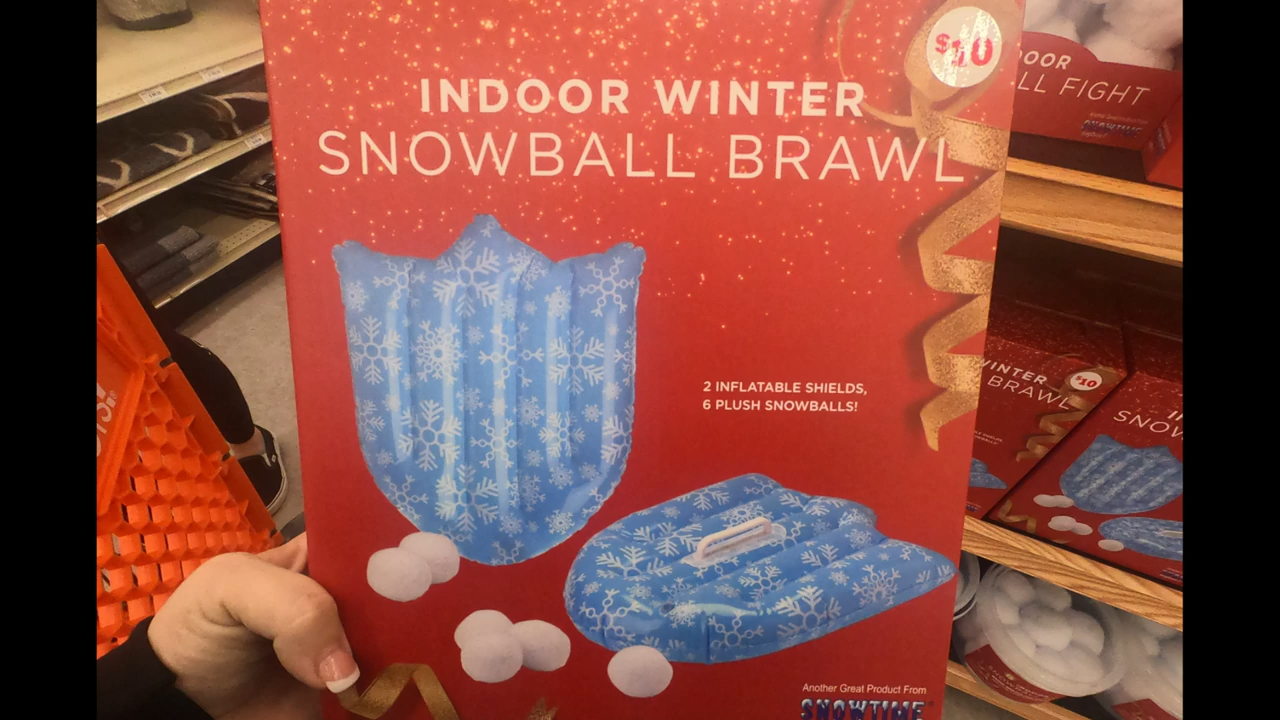 $10
INDOOR WINTER
SNOWBALL BRAWL
2 INFLATABLE SHIELDS,
6 PLUSH SNOWBALLS!
Another Great Product From
SNOWTIME
OOR
LL FIGHT
SNOWTIME
WINTER
BRAWL
$10
SNOW